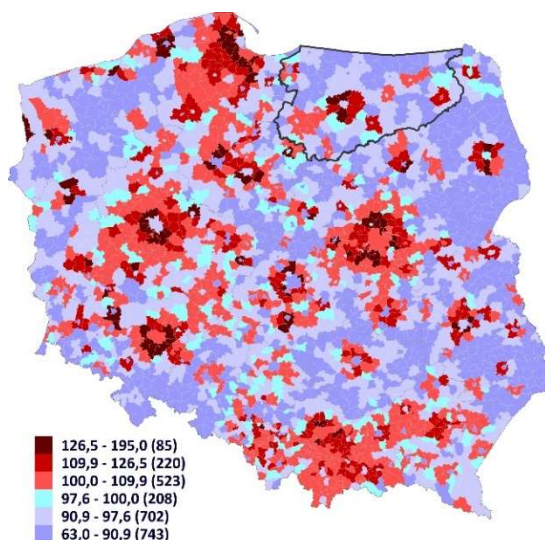 126,5 - 195,0 (85)
109,9 - 126,5 (220)
100,0 - 109,9 (523)
97,6 - 100,0 (208)
90,9 - 97,6 (702)
63,0 - 90,9 (743)